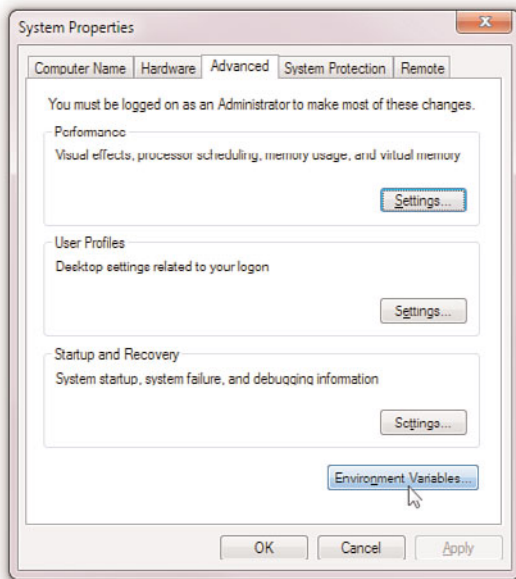 System Properties
x
Computer Name Hardware Advanced System Protection Remote
You must be logged on as an Administrator to make most of these changes.
Performance
Visual effects, processor scheduling, memory usage, and virtual memory
Settings...
User Profiles
Desktop settings related to your logon
Settings...
Startup and Recovery
System startup, system failure, and debugging information
Settings...
Environment Variables...
OK Cancel Apply